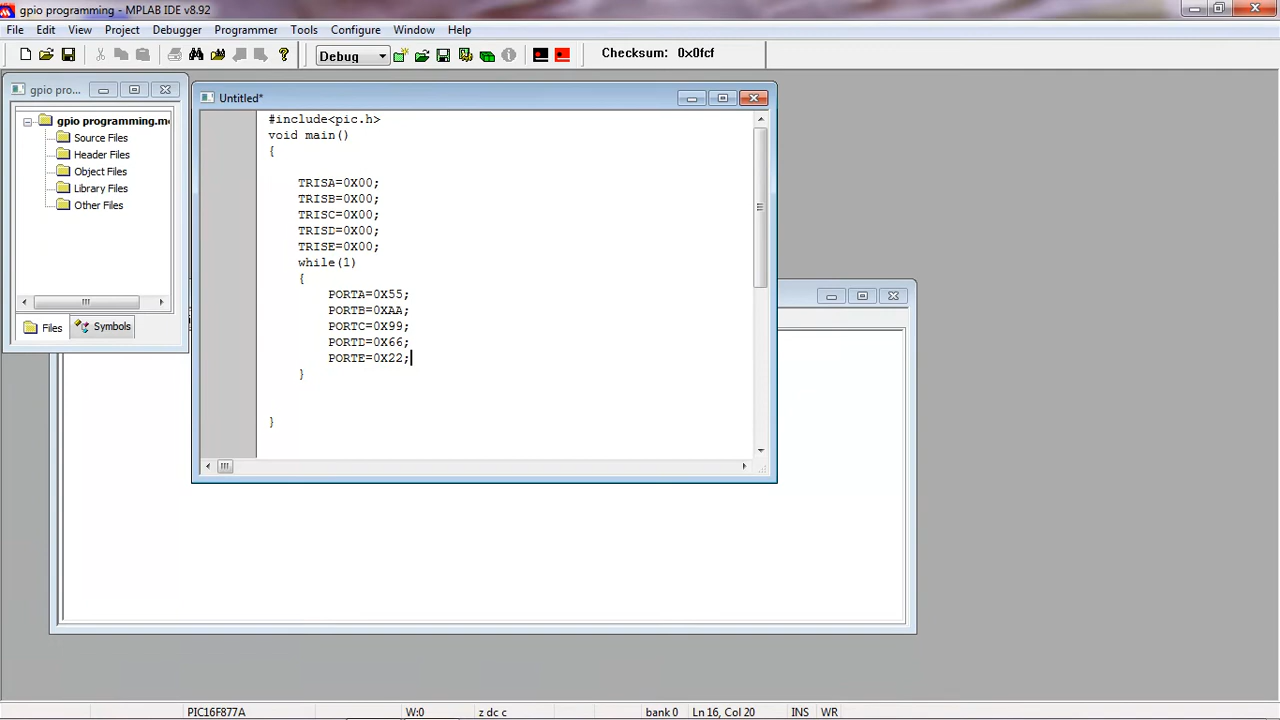 gpio programming - MPLAB IDE v8.92
File Edit View Project Debugger Programmer Tools Configure Window Help
Debug Checksum: 0x0fcf
gpio pro...
gpio programming.mc
Source Files
Header Files
Object Files
Library Files
Other Files
Files Symbols
Untitled*
#include<pic.h>
void main()
{
TRISA=0X00;
TRISB=0X00;
TRISC=0X00;
TRISD=0X00;
TRISE=0X00;
while(1)
{
PORTA=0X55;
PORTB=0XAA;
PORTC=0X99;
PORTD=0X66;
PORTE=0X22;
}
}
PIC16F877A W:0 z dc c bank 0 Ln 16, Col 20 INS WR